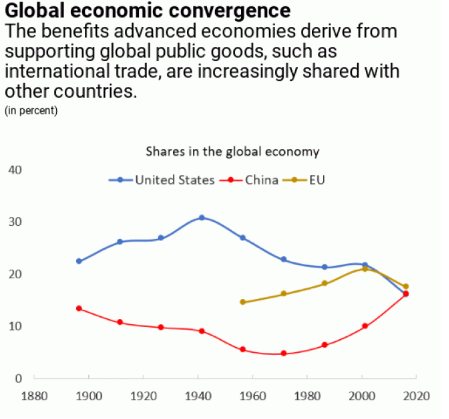 Global economic convergence
The benefits advanced economies derive from
supporting global public goods, such as
international trade, are increasingly shared with
other countries.
(in percent)
Shares in the global economy
United States China EU
40
30
20
10
0
1880 1900 1920 1940 1960 1980 2000 2020